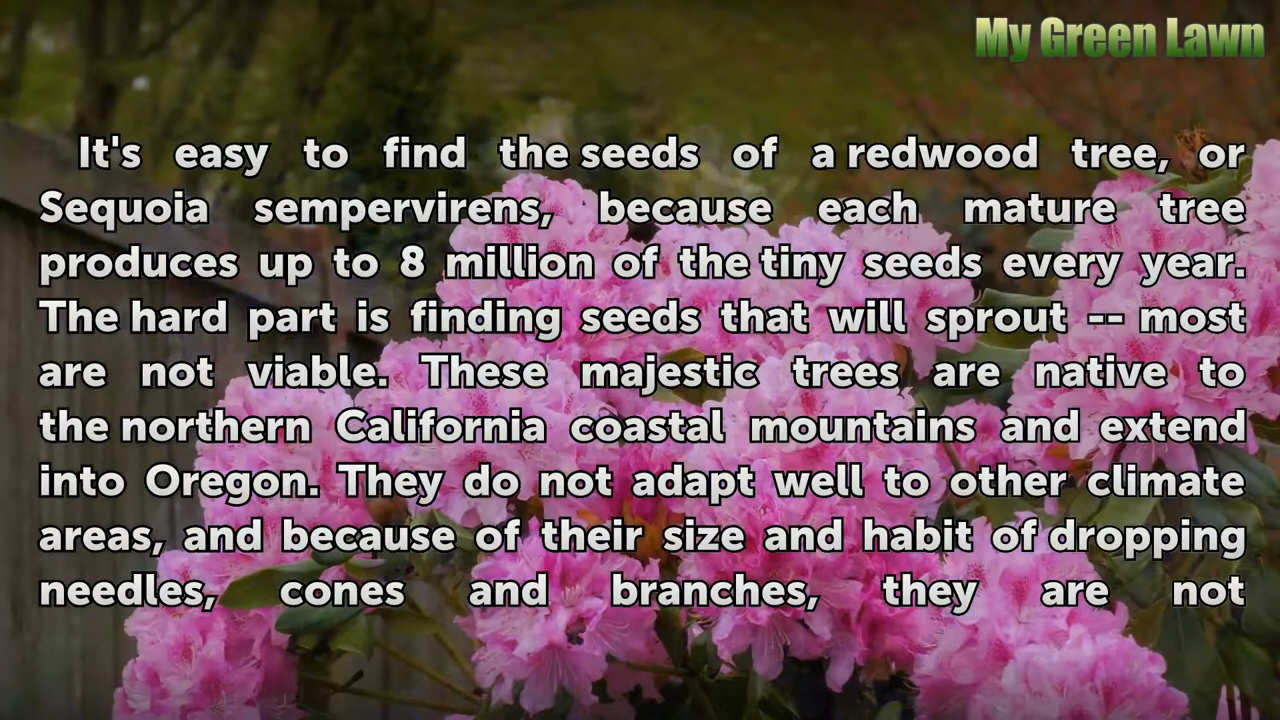 My Green Lawn
It's easy to find the seeds of a redwood tree, or
Sequoia sempervirens, because each mature tree
produces up to 8 million of the tiny seeds every year.
The hard part is finding seeds that will sprout -- most
are not viable. These majestic trees are native to
the northern California coastal mountains and extend
into Oregon. They do not adapt well to other climate
areas, and because of their size and habit of dropping
needles, cones and branches, they are not